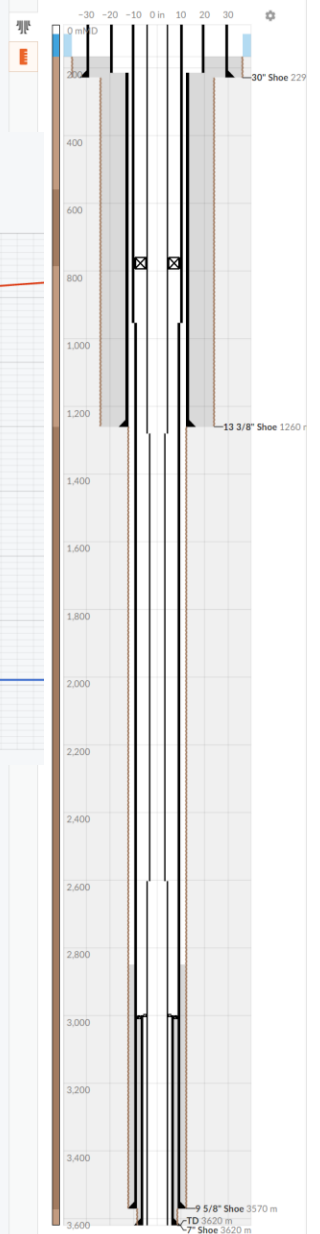 −30 −20 −10 0 in 10 20 30
0 mMD
200
30" Shoe 229
400
600
800
1,000
1,200
13 3/8" Shoe 1260 r
1,400
1,600
1,800
2,000
2,200
2,400
2,600
2,800
3,000
3,200
3,400
9 5/8" Shoe 3570 m
TD 3620 m
3,600
7" Shoe 3620 m